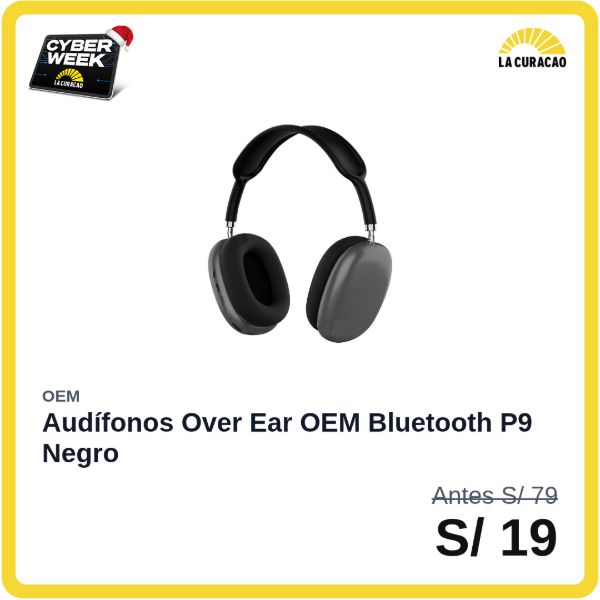 CYBER
WEEK
LA CURACAO
LA CURACAO
OEM
Audífonos Over Ear OEM Bluetooth P9
Negro
Antes S/ 79
S/ 19